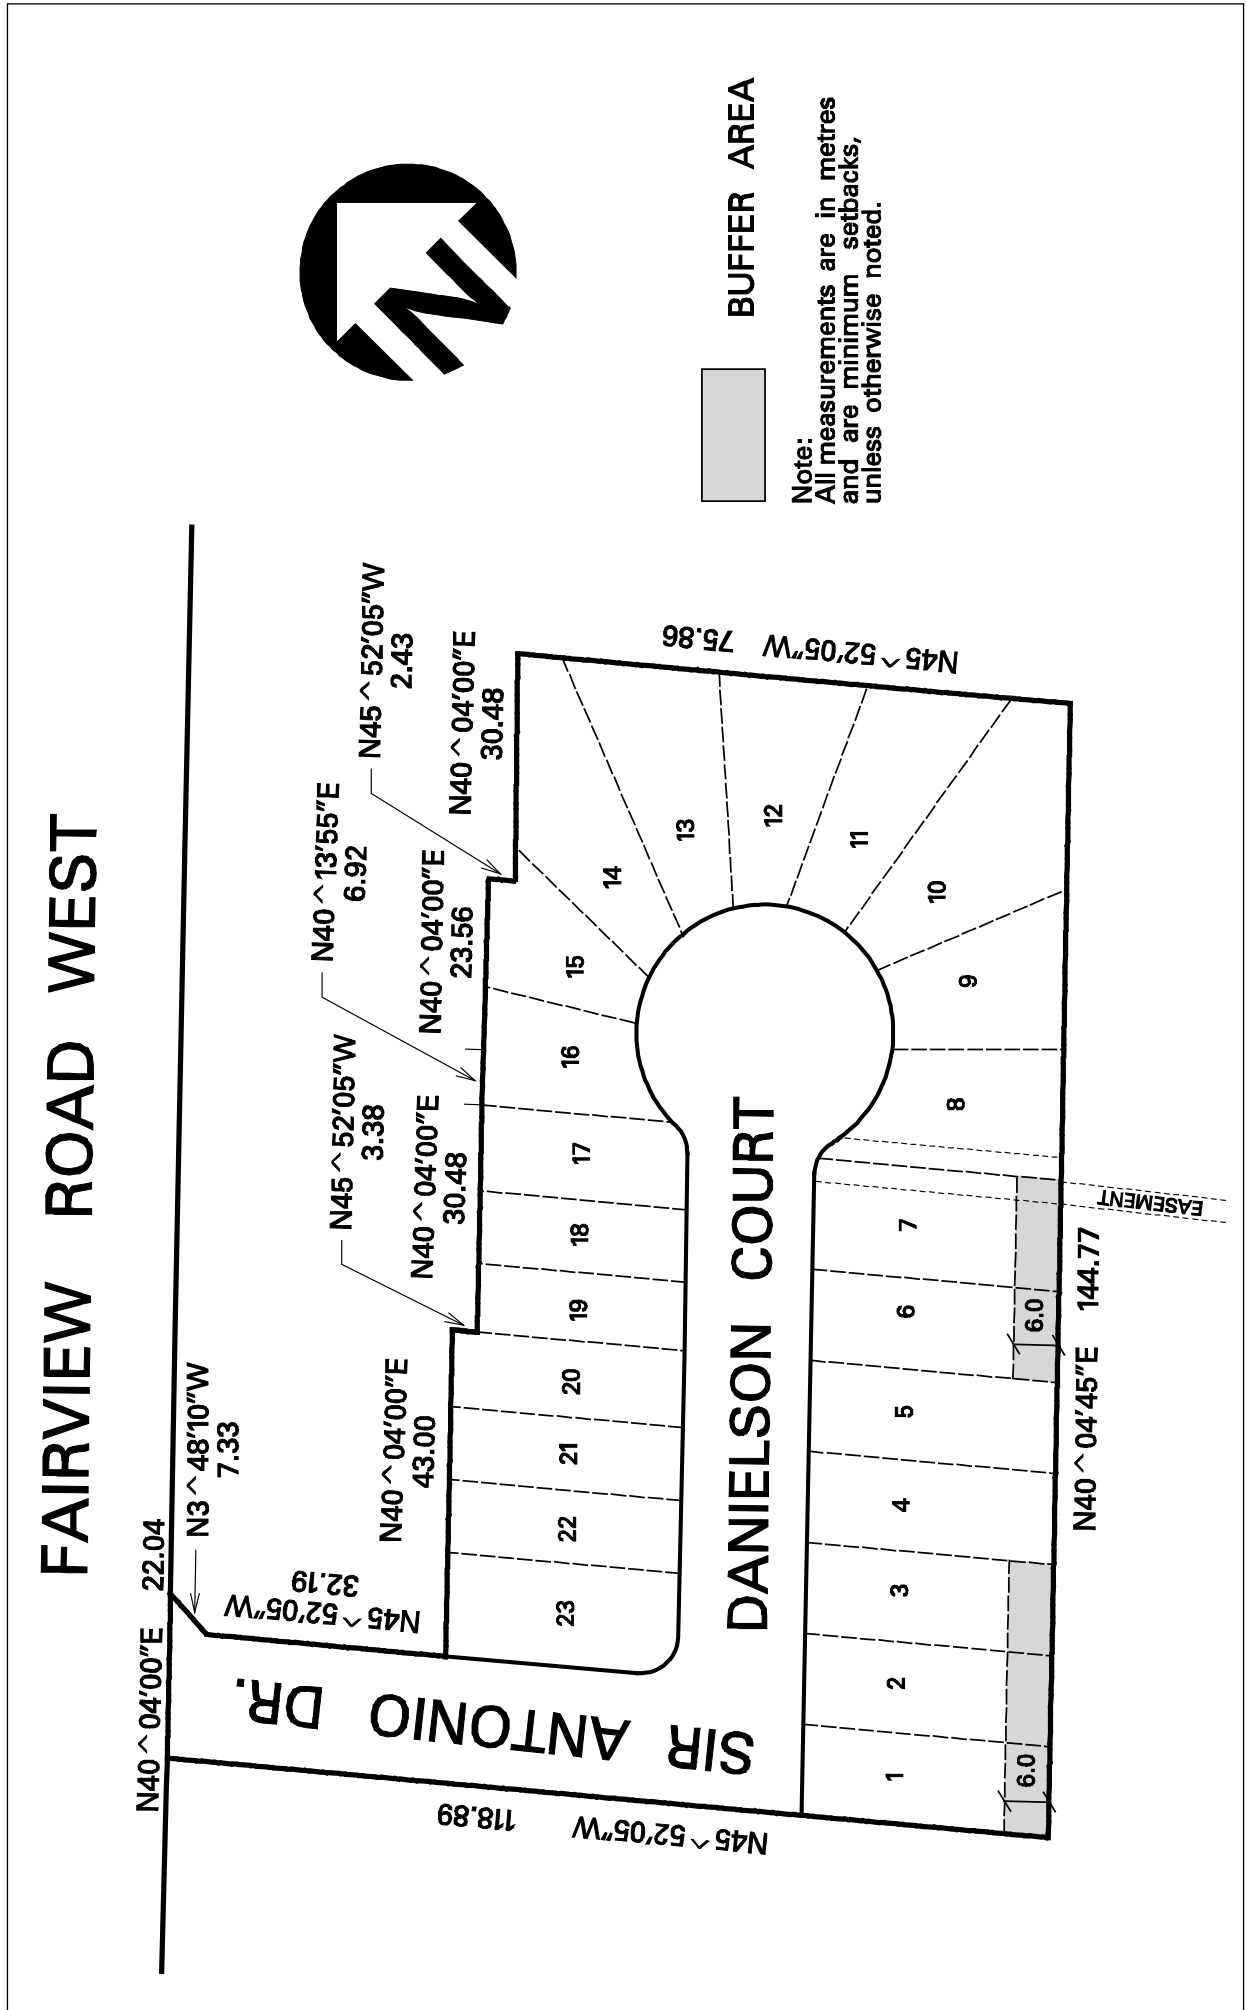 FAIRVIEW ROAD WEST
N40^04'00"E 22.04
N3^48'10"W
7.33
N45^52'05"W
32.19
N40^04'00"E
43.00
N45^52'05"W
3.38
N40^04'00"E
30.48
N40^13'55"E
6.92
N40^04'00"E
23.56
N45^52'05"W
2.43
N40^04'00"E
30.48
N45^52'05"W 75.86
N45^52'05"W 118.89
SIR ANTONIO DR.
DANIELSON COURT
23
22
21
20
19
18
17
16
15
14
13
12
11
10
9
8
7
6
5
4
3
2
1
6.0
6.0
EASEMENT
N40^04'45"E 144.77
N
BUFFER AREA
Note:
All measurements are in metres
and are minimum setbacks,
unless otherwise noted.